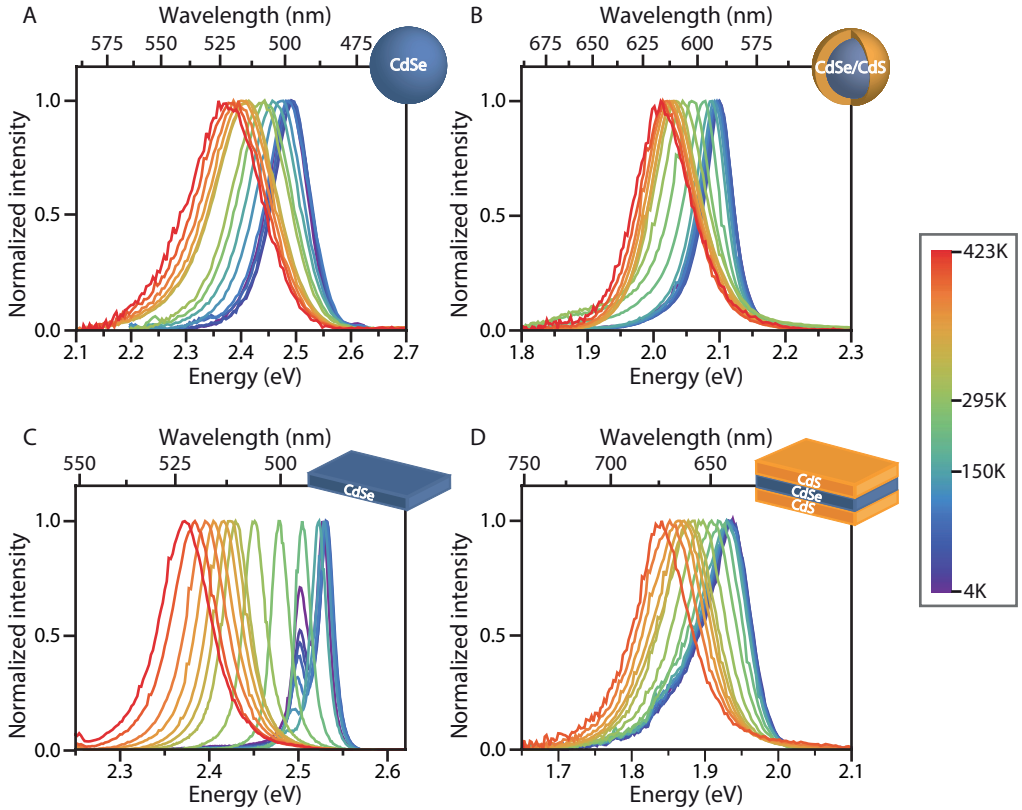 A
Wavelength (nm)
575 550 525 500 475
CdSe
Normalized intensity
1.0
0.5
0.0
2.1 2.2 2.3 2.4 2.5 2.6 2.7
Energy (eV)
B
Wavelength (nm)
675 650 625 600 575
CdSe/CdS
Normalized intensity
1.0
0.5
0.0
1.8 1.9 2.0 2.1 2.2 2.3
Energy (eV)
423K
295K
150K
4K
C
Wavelength (nm)
550 525 500
CdSe
Normalized intensity
1.0
0.5
0.0
2.3 2.4 2.5 2.6
Energy (eV)
D
Wavelength (nm)
750 700 650
CdS
CdSe
CdS
Normalized intensity
1.0
0.5
0.0
1.7 1.8 1.9 2.0 2.1
Energy (eV)